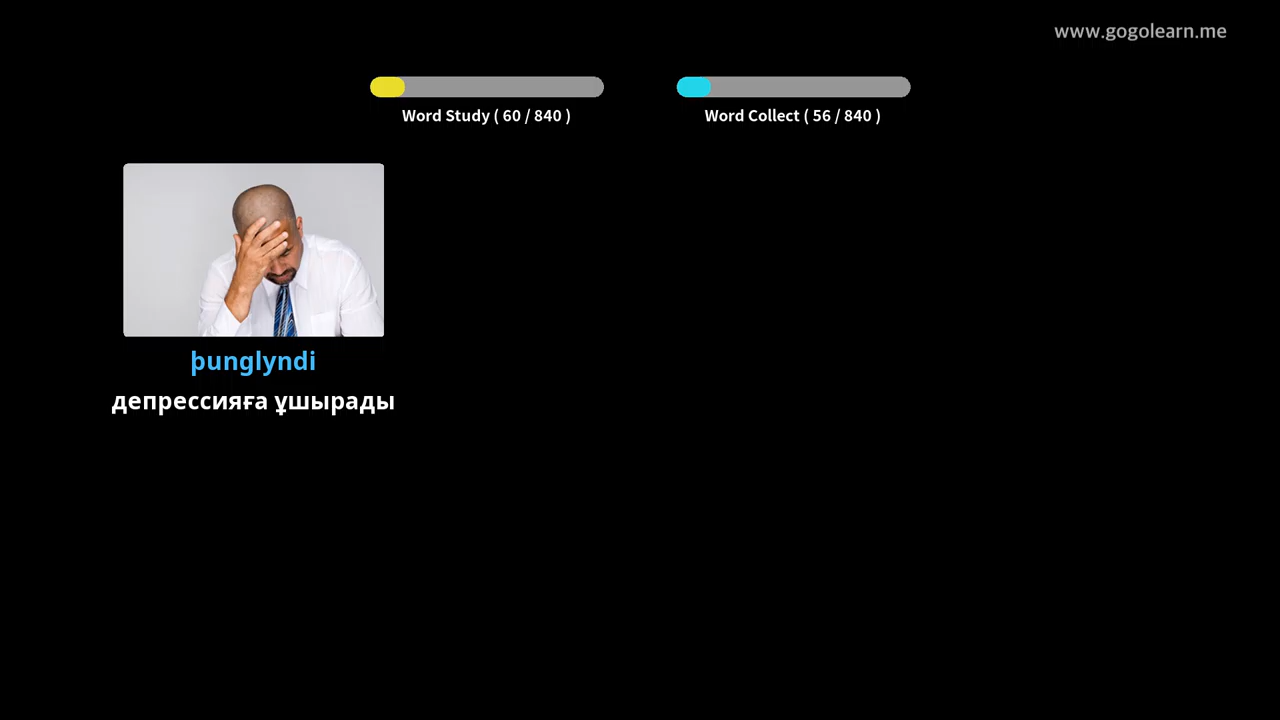 www.gogolearn.me
Word Study ( 60 / 840 )
Word Collect ( 56 / 840 )
þunglyndi
депрессияға ұшырады